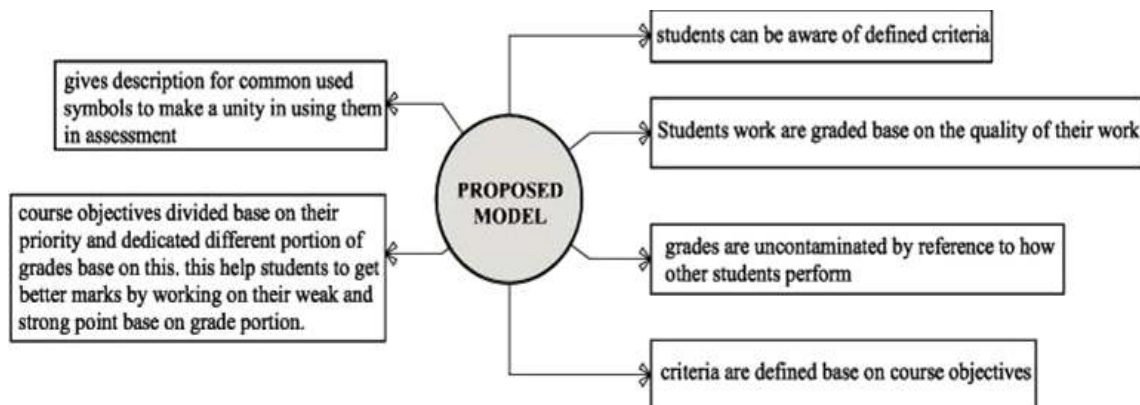 students can be aware of defined criteria
gives description for common used
symbols to make a unity in using them
in assessment
Students work are graded base on the quality of their work
PROPOSED
MODEL
course objectives divided base on their
priority and dedicated different portion of
grades base on this. this help students to get
better marks by working on their weak and
strong point base on grade portion.
grades are uncontaminated by reference to how
other students perform
criteria are defined base on course objectives